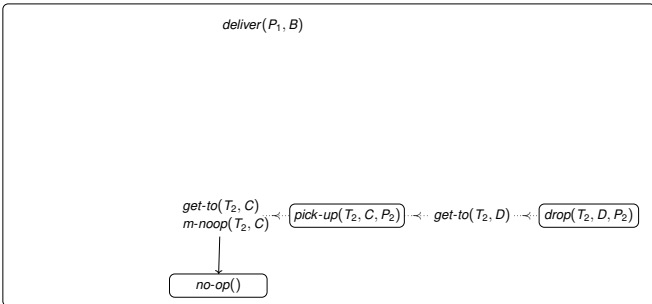 deliver(P₁, B)
get-to(T₂, C)
m-noop(T₂, C) ≺ pick-up(T₂, C, P₂) ≺ get-to(T₂, D) ≺ drop(T₂, D, P₂)
no-op()